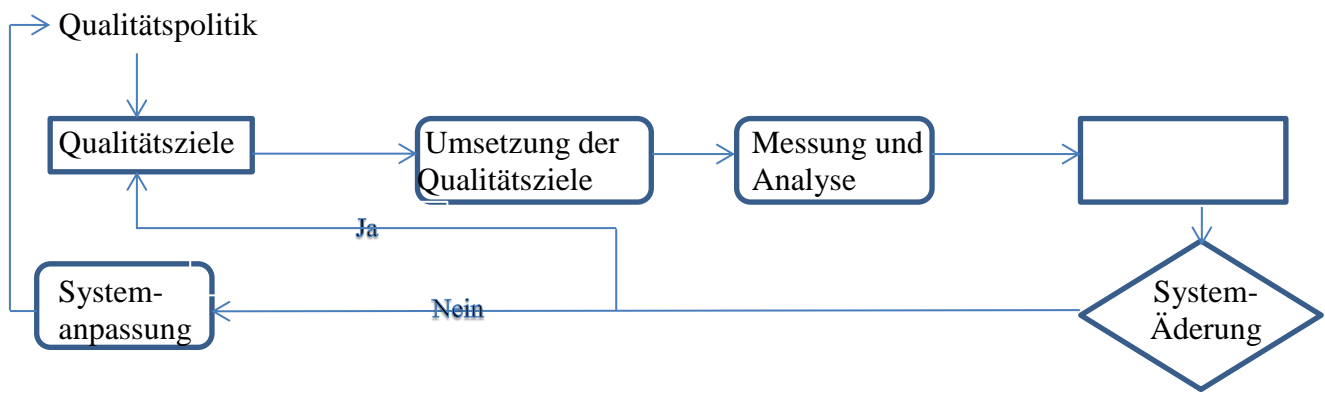 Qualitätspolitik
Qualitätsziele
Umsetzung der
Qualitätsziele
Messung und
Analyse
Ja
System-
anpassung
Nein
System-
Äderung